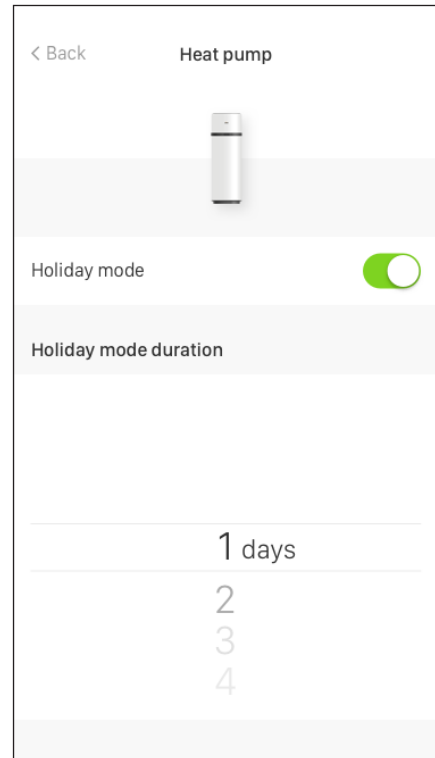 < Back Heat pump
Holiday mode
Holiday mode duration
1 days
2
3
4